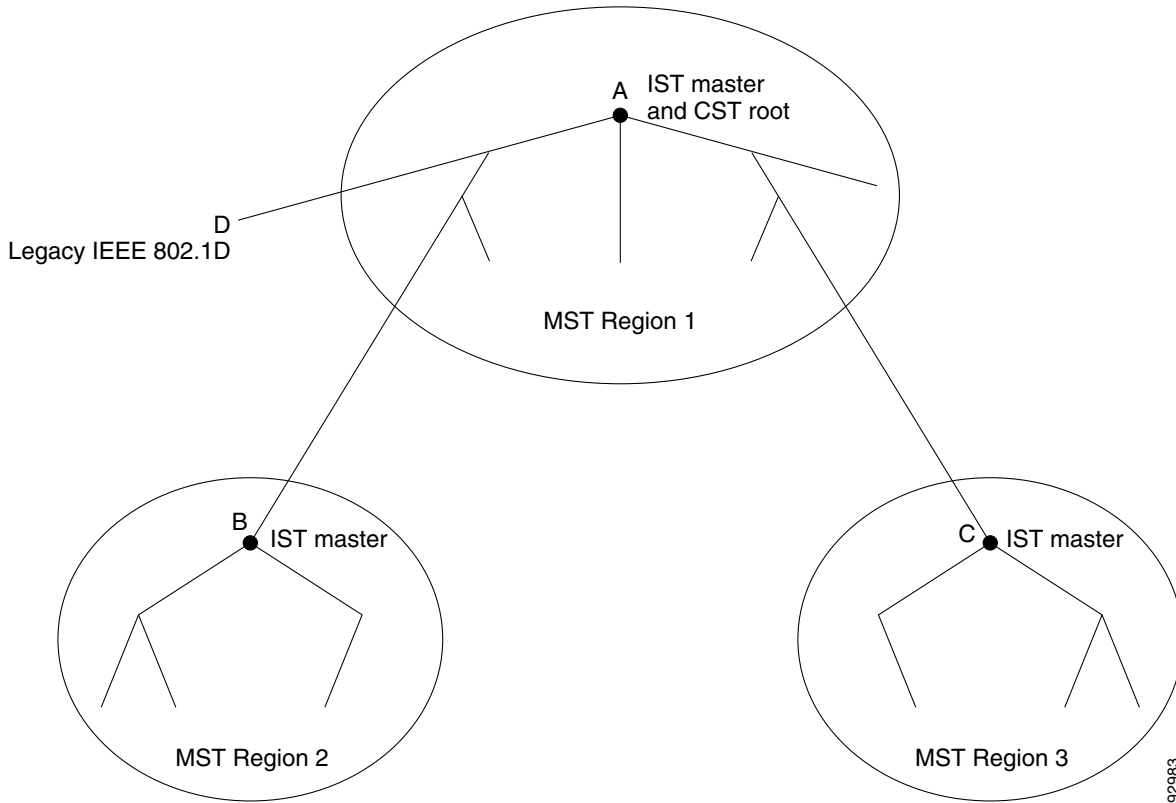 A
IST master
and CST root
D
Legacy IEEE 802.1D
MST Region 1
B
IST master
C
IST master
MST Region 2
MST Region 3
92983